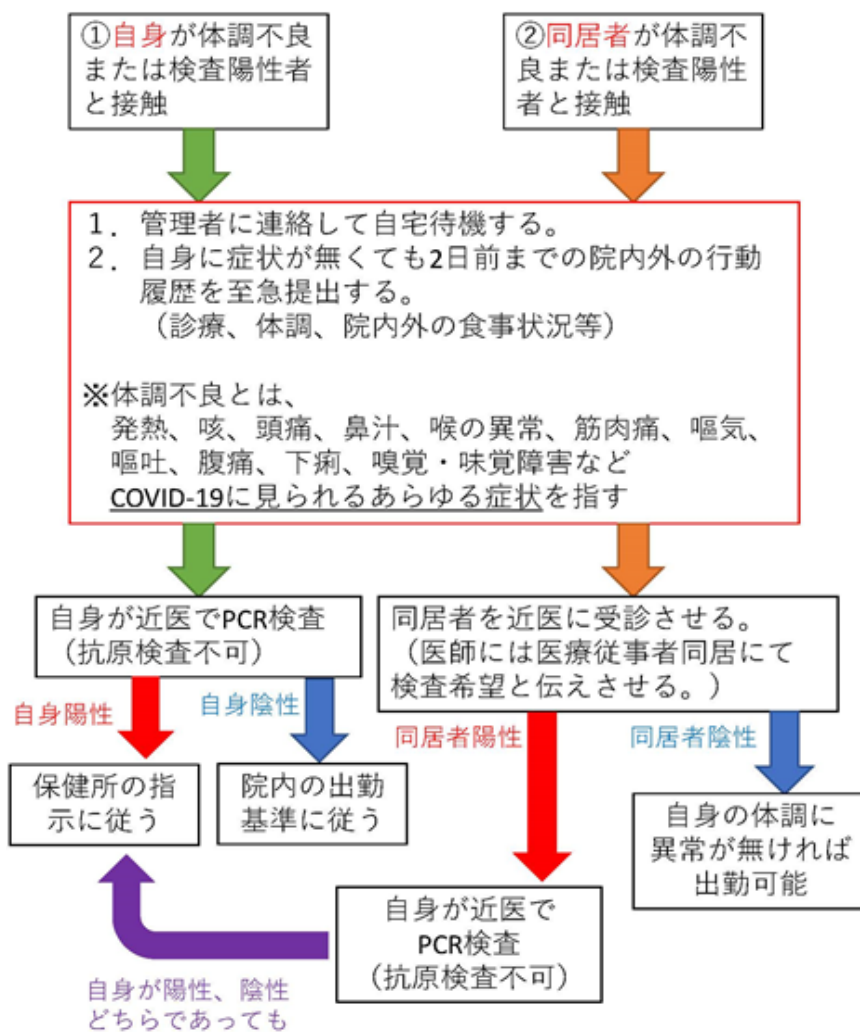 ①自身が体調不良
または検査陽性者
と接触
②同居者が体調不
良または検査陽性
者と接触
１．管理者に連絡して自宅待機する。
２．自身に症状が無くても2日前までの院内外の行動
履歴を至急提出する。
（診療、体調、院内外の食事状況等）
※体調不良とは、
発熱、咳、頭痛、鼻汁、喉の異常、筋肉痛、嘔気、
嘔吐、腹痛、下痢、嗅覚・味覚障害など
COVID-19に見られるあらゆる症状を指す
自身が近医でPCR検査
（抗原検査不可）
同居者を近医に受診させる。
（医師には医療従事者同居にて
検査希望と伝えさせる。）
自身陽性
自身陰性
同居者陽性
同居者陰性
保健所の指
示に従う
院内の出勤
基準に従う
自身の体調に
異常が無ければ
出勤可能
自身が近医で
PCR検査
（抗原検査不可）
自身が陽性、陰性
どちらであっても